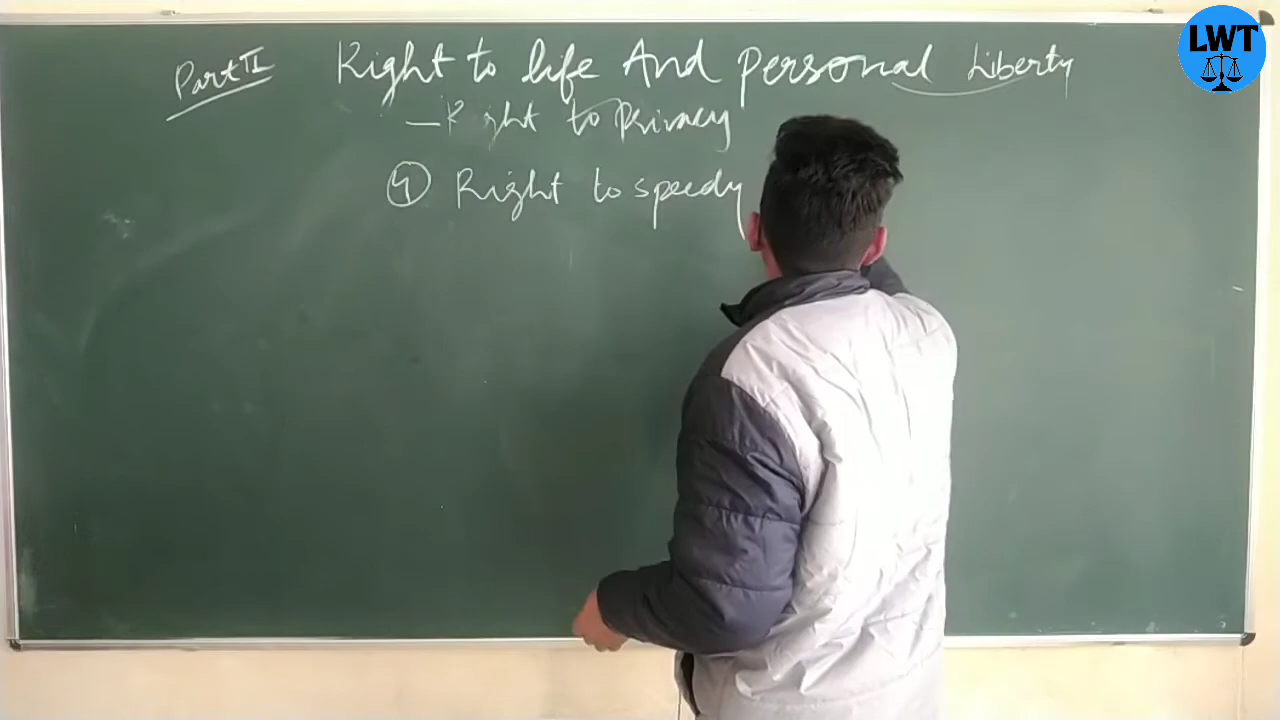 Part II Right to life And personal Liberty
– Right to Privacy
④ Right to speedy
LWT